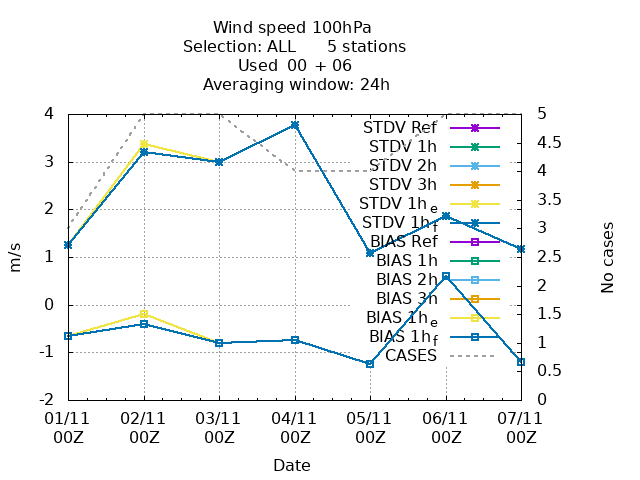 Wind speed 100hPa
Selection: ALL 5 stations
Used 00 + 06
Averaging window: 24h
4
3
2
1
0
-1
-2
m/s
5
4.5
4
3.5
3
2.5
2
1.5
1
0.5
0
No cases
STDV Ref
STDV 1h
STDV 2h
STDV 3h
STDV 1h e
STDV 1h f
BIAS Ref
BIAS 1h
BIAS 2h
BIAS 3h
BIAS 1h e
BIAS 1h f
CASES
01/11 02/11 03/11 04/11 05/11 06/11 07/11
00Z 00Z 00Z 00Z 00Z 00Z 00Z
Date